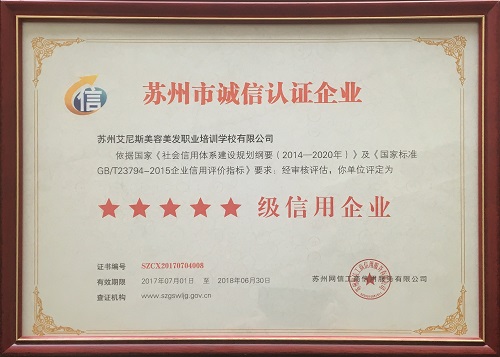 信
苏州市诚信认证企业
苏州艾尼斯美容美发职业培训学校有限公司
依据国家《社会信用体系建设规划纲要（2014—2020年）》及《国家标准
GB/T23794-2015企业信用评价指标》要求：经审核评估，你单位评定为
★★★★★ 级信用企业
证书编号 SZCX20170704008
有效期限 2017年07月01日 至：2018年06月30日
查证机构 www.szgswljg.gov.cn
苏州网信工商信用服务有限公司